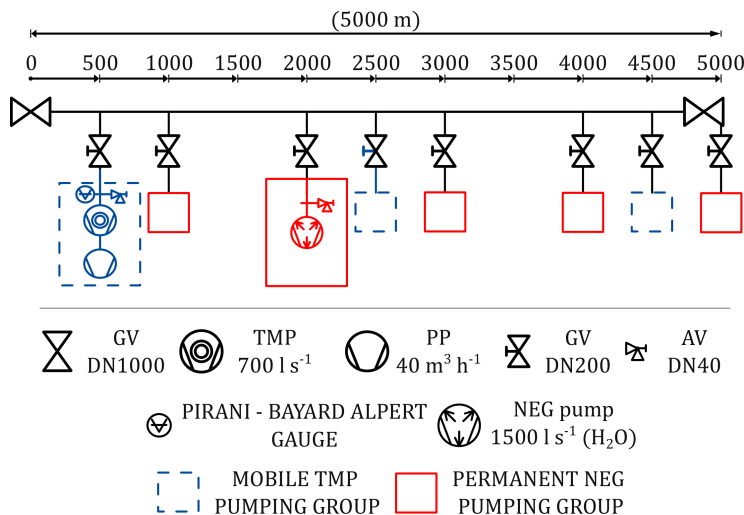 (5000 m)
0 500 1000 2000 2500 3000 4000 4500 5000
GV
DN1000
TMP
700 l s⁻¹
PP
40 m³ h⁻¹
GV
DN200
AV
DN40
PIRANI - BAYARD ALPERT
GAUGE
NEG pump
1500 l s⁻¹ (H₂O)
MOBILE TMP
PUMPING GROUP
PERMANENT NEG
PUMPING GROUP